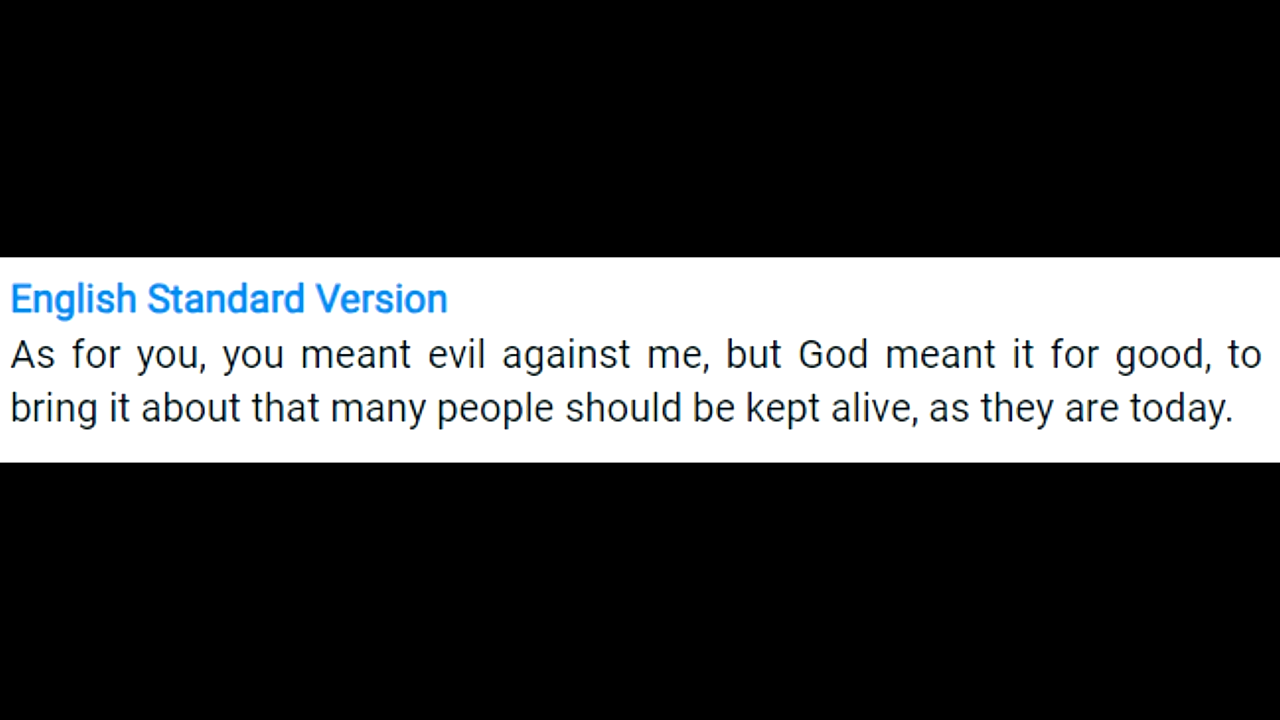 English Standard Version
As for you, you meant evil against me, but God meant it for good, to
bring it about that many people should be kept alive, as they are today.